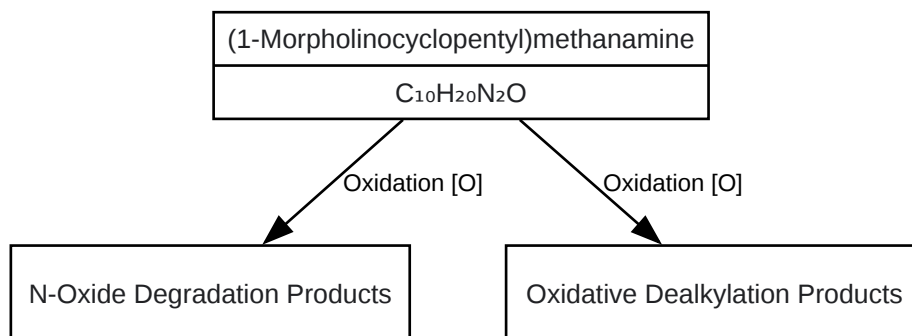 (1-Morpholinocyclopentyl)methanamine
C₁₀H₂₀N₂O
Oxidation [O]
Oxidation [O]
N-Oxide Degradation Products
Oxidative Dealkylation Products